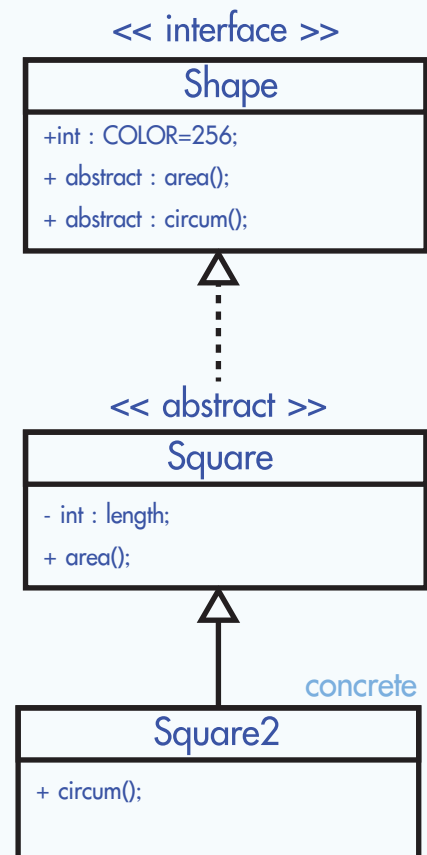 << interface >>
Shape
+int : COLOR=256;
+ abstract : area();
+ abstract : circum();
<< abstract >>
Square
- int : length;
+ area();
concrete
Square2
+ circum();